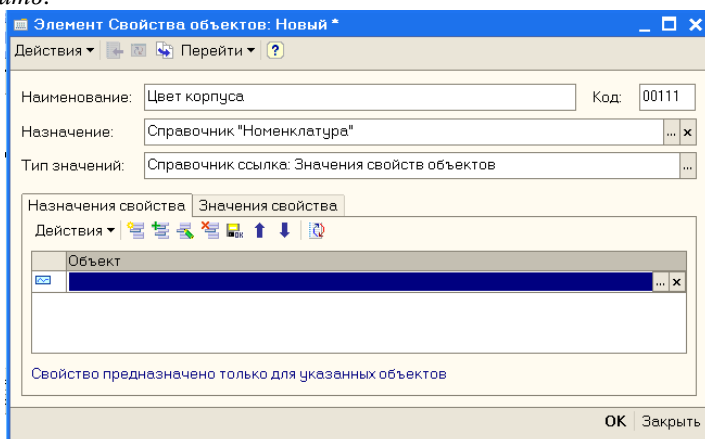 Элемент Свойства объектов: Новый *
Действия Перейти
Наименование: Цвет корпуса Код: 00111
Назначение: Справочник "Номенклатура" ... x
Тип значений: Справочник ссылка: Значения свойств объектов ...
Назначения свойства Значения свойства
Действия
Объект
... x
Свойство предназначено только для указанных объектов
OK Закрыть